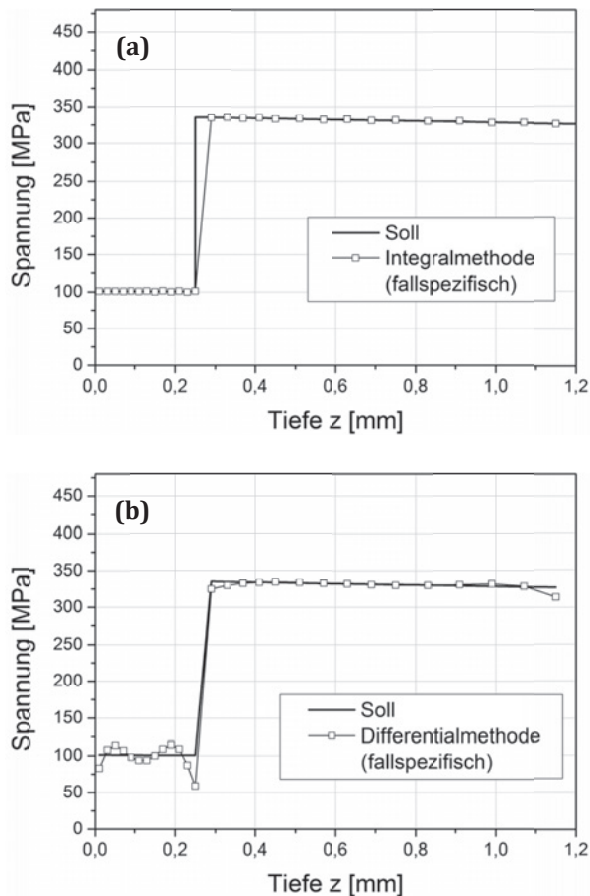 (a)
Spannung [MPa]
450
400
350
300
250
200
150
100
50
0
Soll
Integralmethode
(fallspezifisch)
0,0 0,2 0,4 0,6 0,8 1,0 1,2
Tiefe z [mm]
(b)
Spannung [MPa]
450
400
350
300
250
200
150
100
50
0
Soll
Differentialmethode
(fallspezifisch)
0,0 0,2 0,4 0,6 0,8 1,0 1,2
Tiefe z [mm]